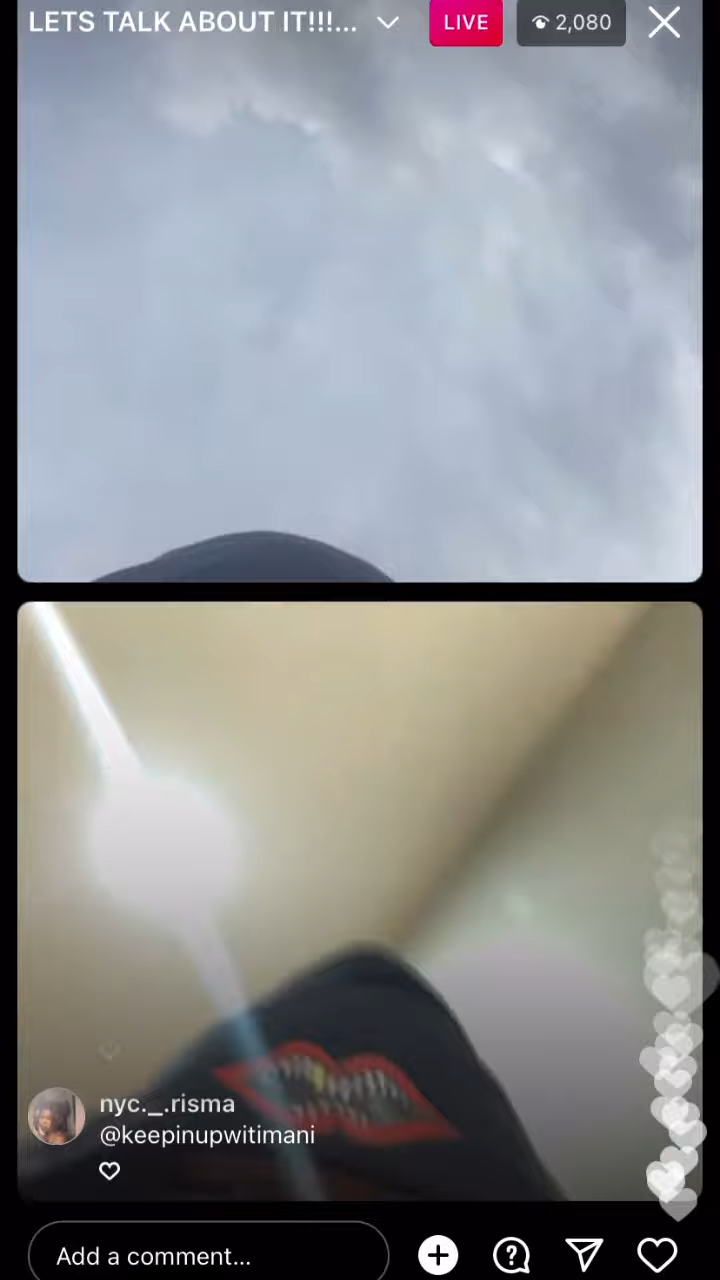 LETS TALK ABOUT IT!!!...
LIVE
2,080
nyc._.risma
@keepinupwitimani
Add a comment...